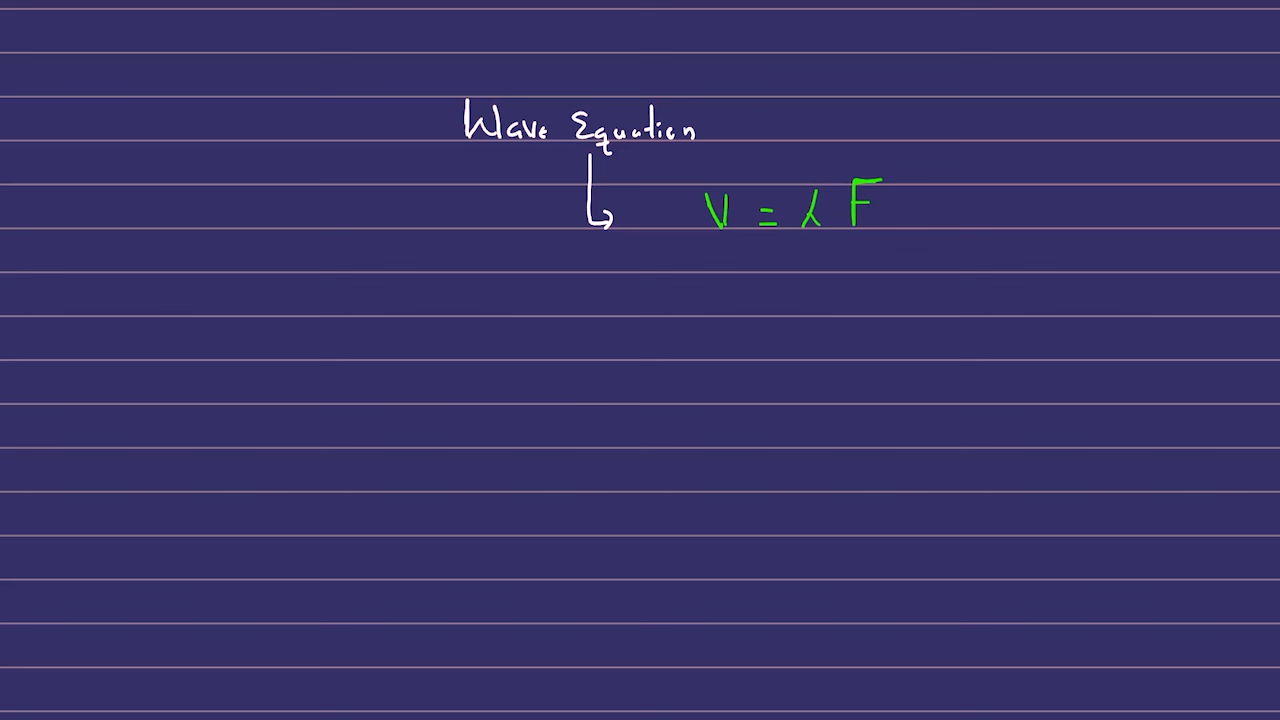 Wave Equation
V = λ F